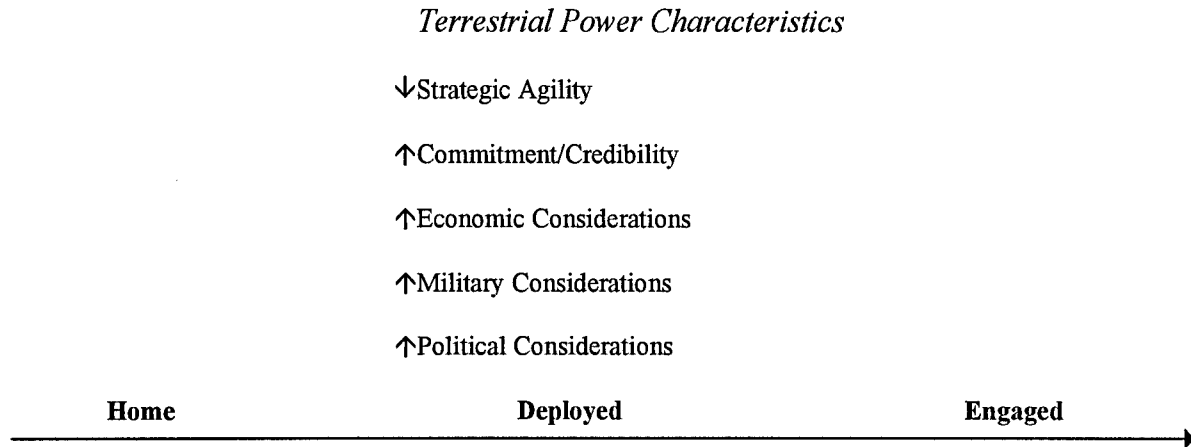 Terrestrial Power Characteristics
↓Strategic Agility
↑Commitment/Credibility
↑Economic Considerations
↑Military Considerations
↑Political Considerations
Home Deployed Engaged